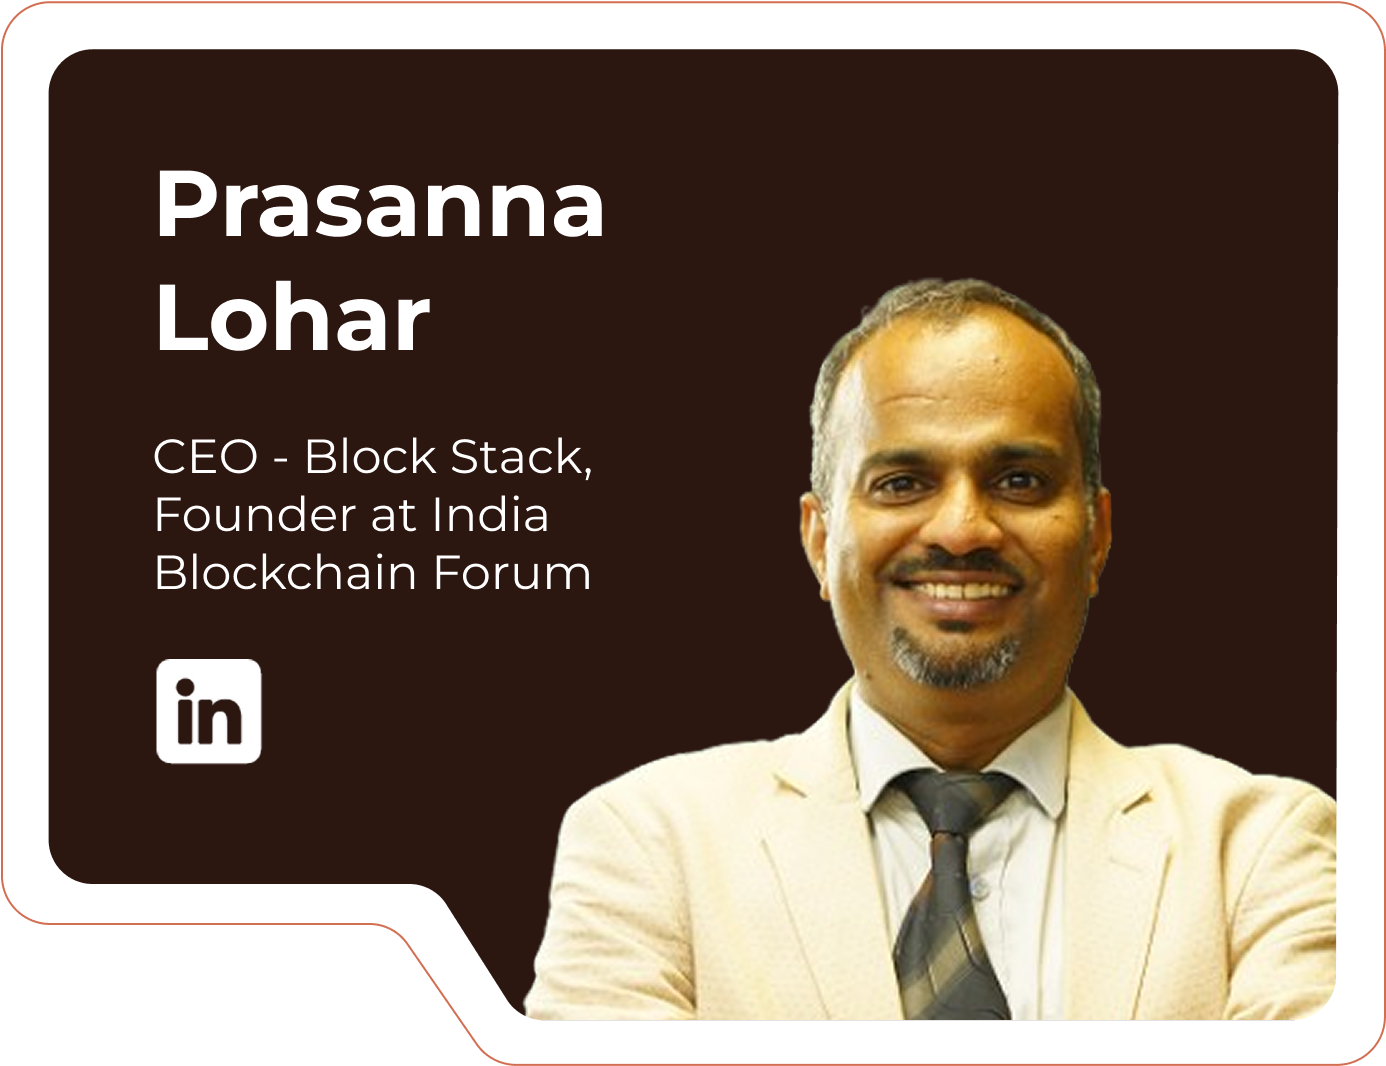 Prasanna
Lohar
CEO - Block Stack,
Founder at India
Blockchain Forum
in